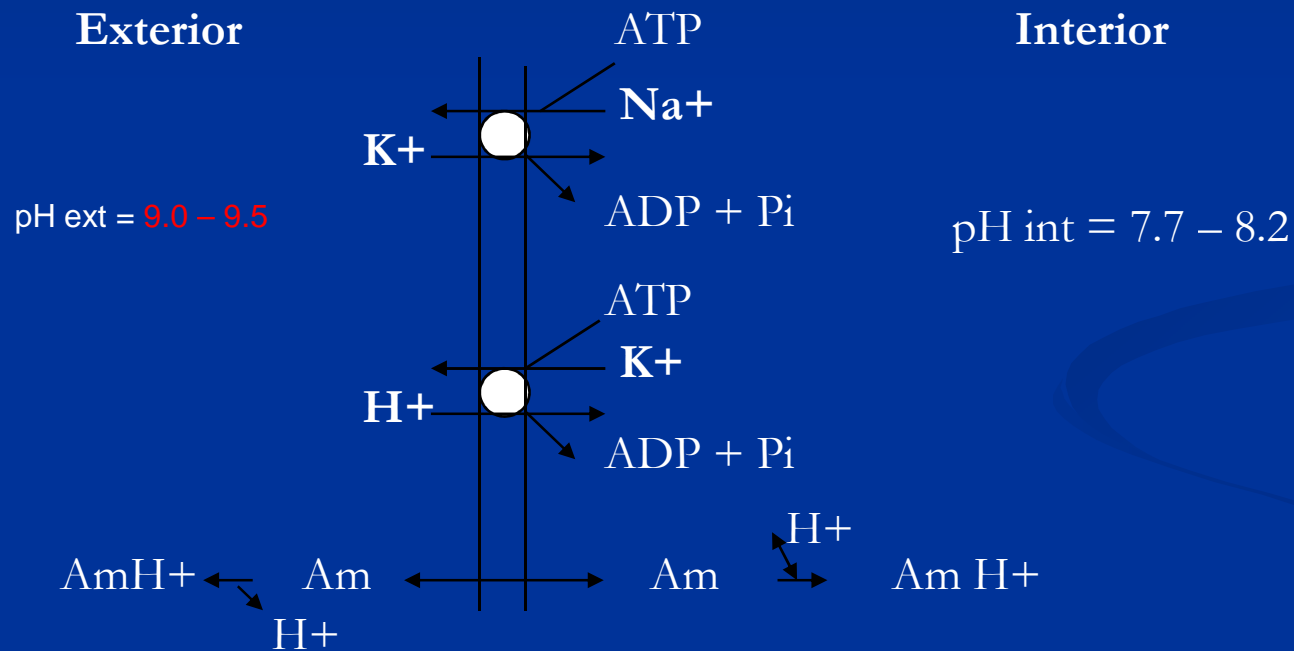 Exterior
ATP
Interior
Na+
K+
pH ext = 9.0 – 9.5
ADP + Pi
pH int = 7.7 – 8.2
ATP
K+
H+
ADP + Pi
H+
AmH+
Am
Am
Am H+
H+